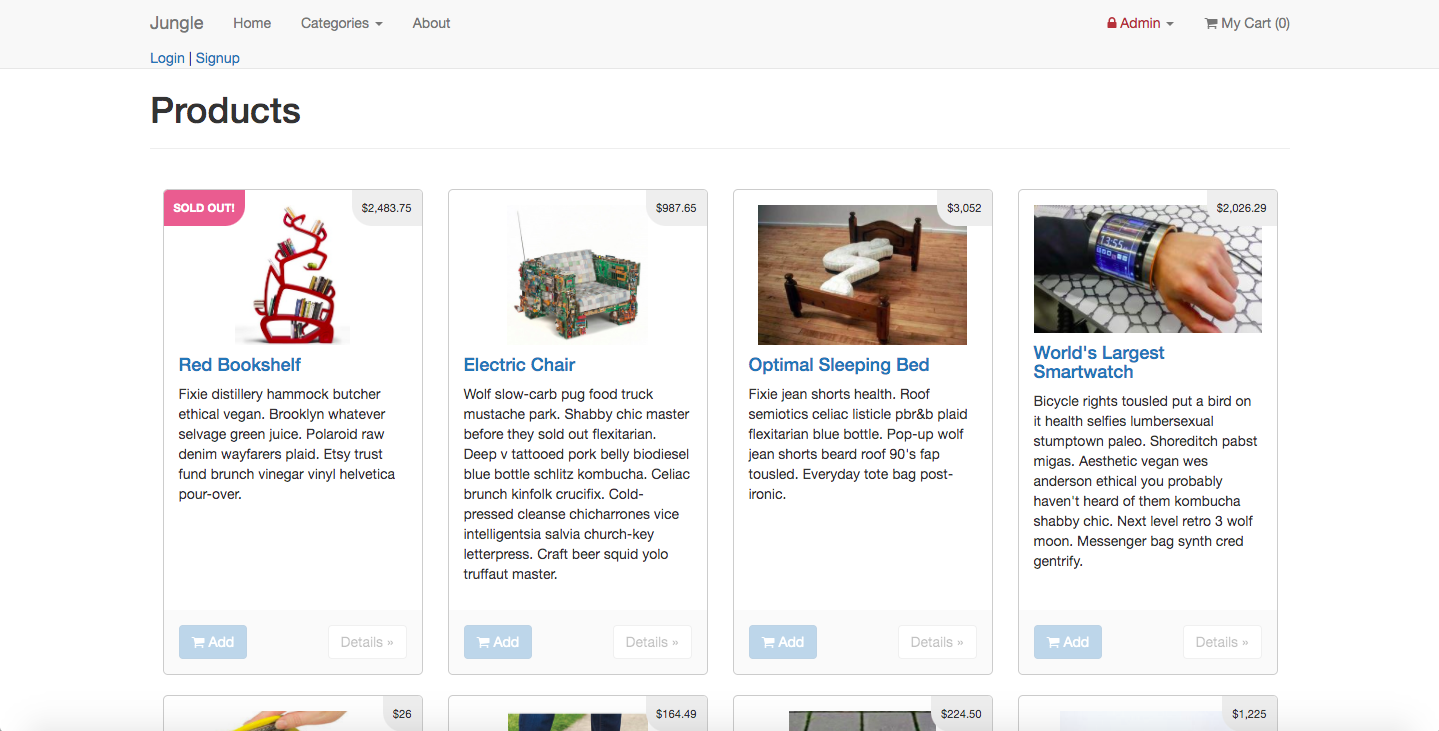 Jungle Home Categories About Admin My Cart (0)
Login | Signup
Products
SOLD OUT!
$2,483.75
Red Bookshelf
Fixie distillery hammock butcher
ethical vegan. Brooklyn whatever
selvage green juice. Polaroid raw
denim wayfarers plaid. Etsy trust
fund brunch vinegar vinyl helvetica
pour-over.
Add
Details »
$987.65
Electric Chair
Wolf slow-carb pug food truck
mustache park. Shabby chic master
before they sold out flexitarian.
Deep v tattooed pork belly biodiesel
blue bottle schlitz kombucha. Celiac
brunch kinfolk crucifix. Cold-
pressed cleanse chicharrones vice
intelligentsia salvia church-key
letterpress. Craft beer squid yolo
truffaut master.
Add
Details »
$3,052
Optimal Sleeping Bed
Fixie jean shorts health. Roof
semiotics celiac listicle pbr&b plaid
flexitarian blue bottle. Pop-up wolf
jean shorts beard roof 90's fap
tousled. Everyday tote bag post-
ironic.
Add
Details »
$2,026.29
13:55
World's Largest
Smartwatch
Bicycle rights tousled put a bird on
it health selfies lumbersexual
stumptown paleo. Shoreditch pabst
migas. Aesthetic vegan wes
anderson ethical you probably
haven't heard of them kombucha
shabby chic. Next level retro 3 wolf
moon. Messenger bag synth cred
gentrify.
Add
Details »
$26
$164.49
$224.50
$1,225